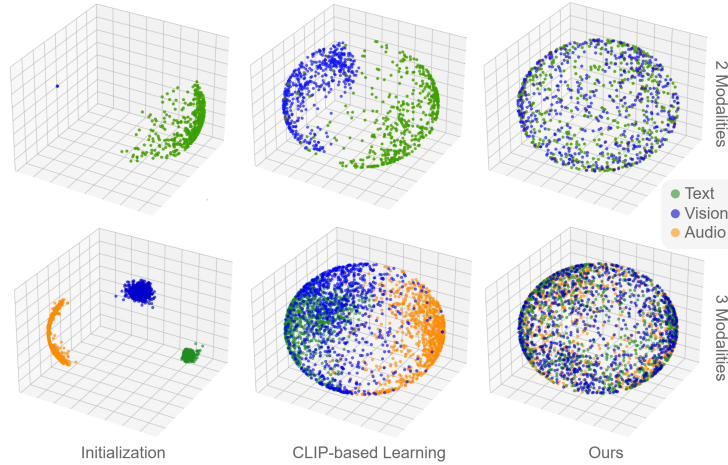 2 Modalities
Text
Vision
Audio
3 Modalities
Initialization
CLIP-based Learning
Ours